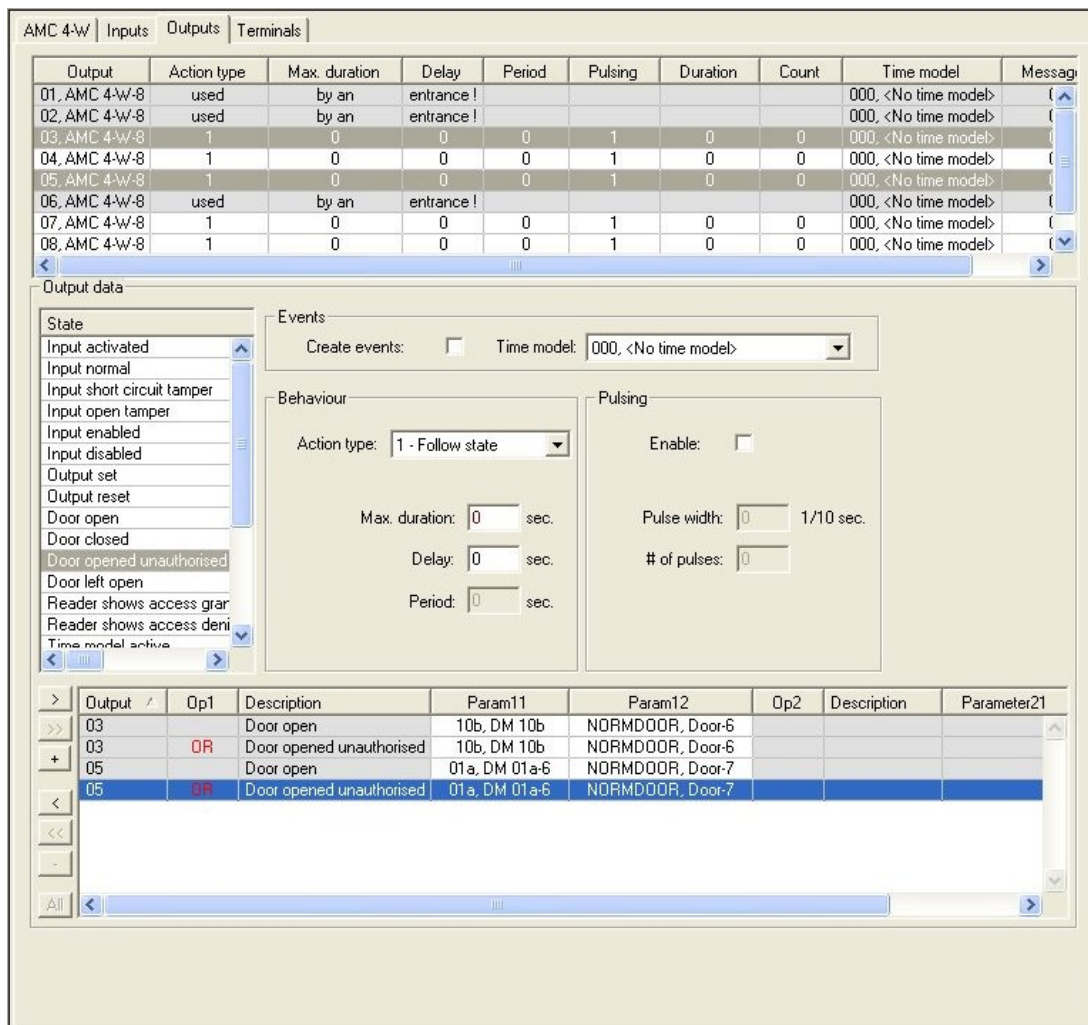 AMC 4-W Inputs Outputs Terminals
Output Action type Max. duration Delay Period Pulsing Duration Count Time model Messag
01, AMC 4-W-8 used by an entrance ! 000, <No time model>
02, AMC 4-W-8 used by an entrance ! 000, <No time model>
03, AMC 4-W-8 1 0 0 0 1 0 0 000, <No time model>
04, AMC 4-W-8 1 0 0 0 1 0 0 000, <No time model>
05, AMC 4-W-8 1 0 0 0 1 0 0 000, <No time model>
06, AMC 4-W-8 used by an entrance ! 000, <No time model>
07, AMC 4-W-8 1 0 0 0 1 0 0 000, <No time model>
08, AMC 4-W-8 1 0 0 0 1 0 0 000, <No time model>
Output data
State
Input activated
Input normal
Input short circuit tamper
Input open tamper
Input enabled
Input disabled
Output set
Output reset
Door open
Door closed
Door opened unauthorised
Door left open
Reader shows access gran
Reader shows access deni
Time model active
Events
Create events: Time model: 000, <No time model>
Behaviour
Action type: 1 - Follow state
Max. duration: 0 sec.
Delay: 0 sec.
Period: 0 sec.
Pulsing
Enable:
Pulse width: 0 1/10 sec.
# of pulses: 0
> >> + < << - All
Output Op1 Description Param11 Param12 Op2 Description Parameter21
03 Door open 10b, DM 10b NORMDOOR, Door-6
03 OR Door opened unauthorised 10b, DM 10b NORMDOOR, Door-6
05 Door open 01a, DM 01a-6 NORMDOOR, Door-7
05 OR Door opened unauthorised 01a, DM 01a-6 NORMDOOR, Door-7